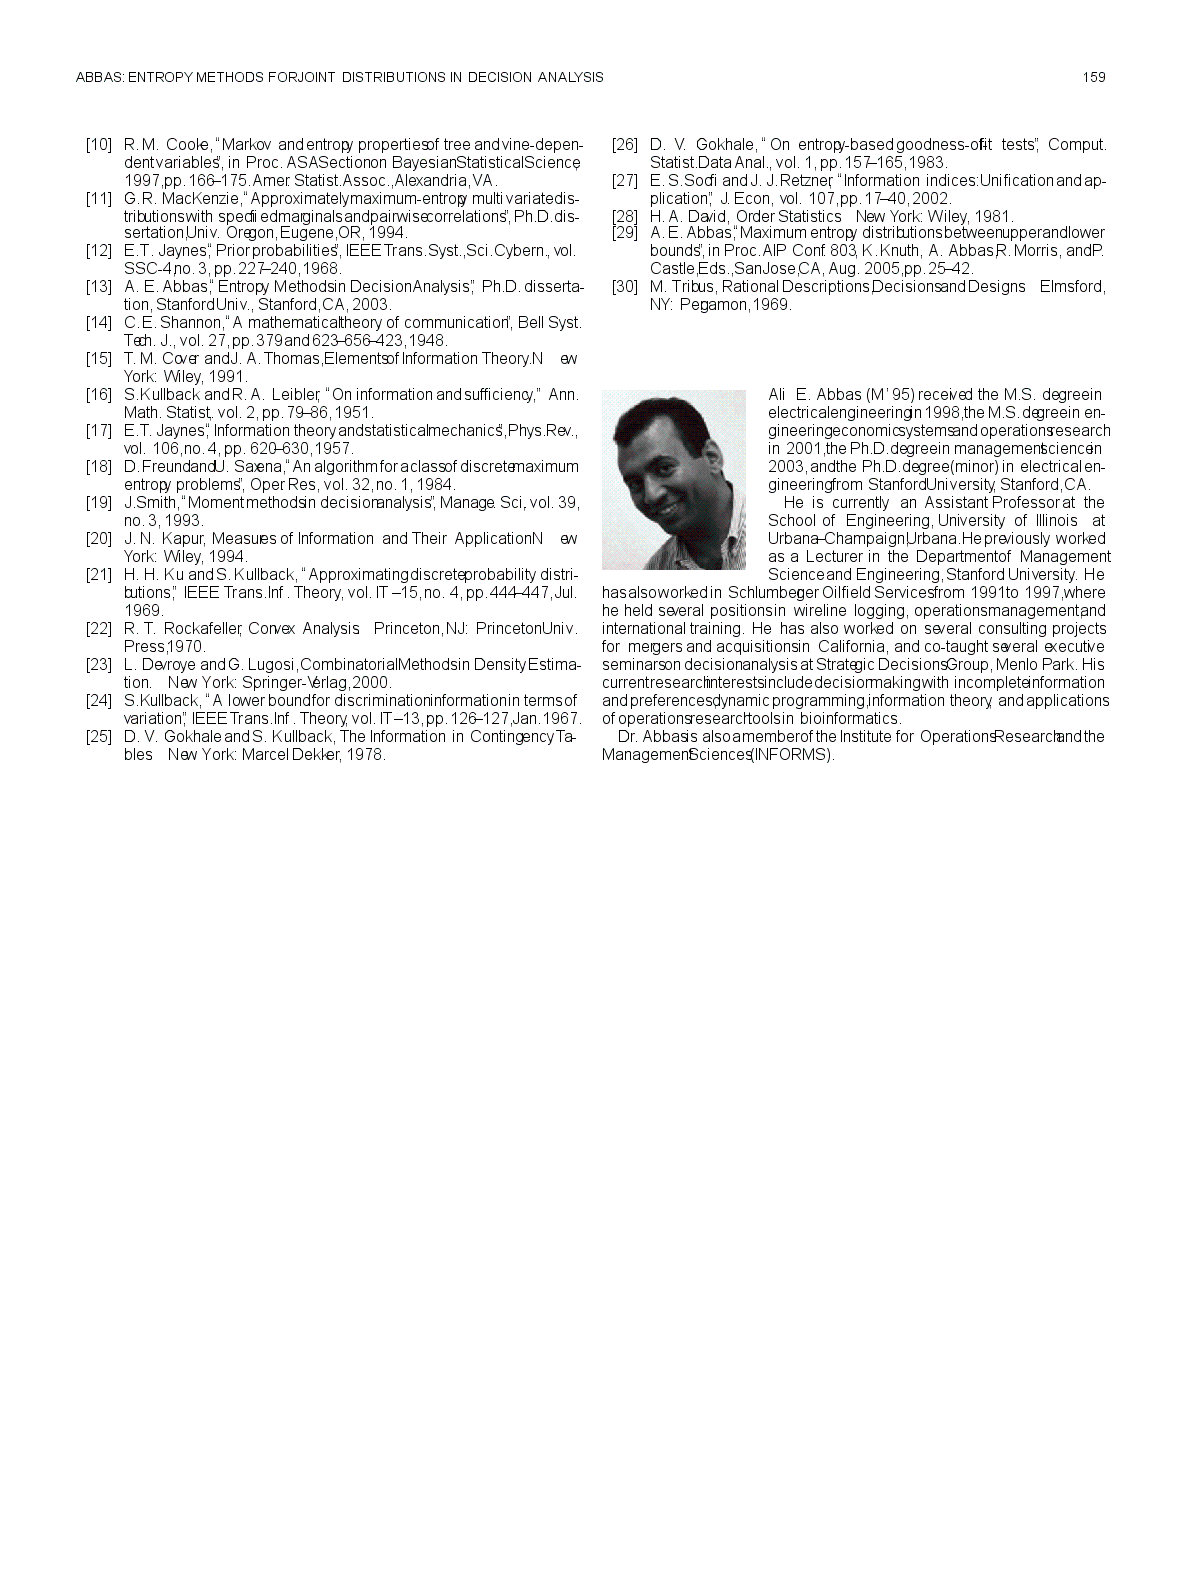 ABBAS: ENTROPY METHODS FOR JOINT DISTRIBUTIONS IN DECISION ANALYSIS 159
[10] R. M. Cooke, “Markov and entropy properties of tree and vine-depen-
dent variables”, in Proc. ASA Section on Bayesian Statistical Science,
1997, pp. 166–175. Amer. Statist. Assoc., Alexandria, VA.
[11] G. R. MacKenzie, “Approximately maximum-entropy multivariate dis-
tributions with specified marginals and pairwise correlations”, Ph.D. dis-
sertation, Univ. Oregon, Eugene, OR, 1994.
[12] E. T. Jaynes, “Prior probabilities”, IEEE Trans. Syst., Sci. Cybern., vol.
SSC-4, no. 3, pp. 227–240, 1968.
[13] A. E. Abbas, “Entropy Methods in Decision Analysis”, Ph.D. disserta-
tion, Stanford Univ., Stanford, CA, 2003.
[14] C. E. Shannon, “A mathematical theory of communication”, Bell Syst.
Tech. J., vol. 27, pp. 379 and 623–656–423, 1948.
[15] T. M. Cover and J. A. Thomas, Elements of Information Theory. New
York: Wiley, 1991.
[16] S. Kullback and R. A. Leibler, “On information and sufficiency,” Ann.
Math. Statist., vol. 2, pp. 79–86, 1951.
[17] E. T. Jaynes, “Information theory and statistical mechanics”, Phys. Rev.,
vol. 106, no. 4, pp. 620–630, 1957.
[18] D. Freund and U. Saxena, “An algorithm for a class of discrete maximum
entropy problems”, Oper. Res., vol. 32, no. 1, 1984.
[19] J. Smith, “Moment methods in decision analysis”, Manage. Sci., vol. 39,
no. 3, 1993.
[20] J. N. Kapur, Measures of Information and Their Application New
York: Wiley, 1994.
[21] H. H. Ku and S. Kullback, “Approximating discrete probability distri-
butions,” IEEE Trans. Inf. Theory, vol. IT–15, no. 4, pp. 444–447, Jul.
1969.
[22] R. T. Rockafeller, Convex Analysis. Princeton, NJ: Princeton Univ.
Press, 1970.
[23] L. Devroye and G. Lugosi, Combinatorial Methods in Density Estima-
tion. New York: Springer-Verlag, 2000.
[24] S. Kullback, “A lower bound for discrimination information in terms of
variation”, IEEE Trans. Inf. Theory, vol. IT–13, pp. 126–127, Jan. 1967.
[25] D. V. Gokhale and S. Kullback, The Information in Contingency Ta-
bles. New York: Marcel Dekker, 1978.
[26] D. V. Gokhale, “On entropy-based goodness-of-fit tests”, Comput.
Statist. Data Anal., vol. 1, pp. 157–165, 1983.
[27] E. S. Soofi and J. J. Retzner, “Information indices: Unification and ap-
plication”, J. Econ., vol. 107, pp. 17–40, 2002.
[28] H. A. David, Order Statistics. New York: Wiley, 1981.
[29] A. E. Abbas, “Maximum entropy distributions between upper and lower
bounds”, in Proc. AIP Conf. 803, K. Knuth, A. Abbas, R. Morris, and P.
Castle, Eds., San Jose, CA, Aug. 2005, pp. 25–42.
[30] M. Tribus, Rational Descriptions, Decisions and Designs. Elmsford,
NY: Pergamon, 1969.
Ali E. Abbas (M’95) received the M.S. degree in
electrical engineering in 1998, the M.S. degree in en-
gineering economic systems and operations research
in 2001, the Ph.D. degree in management science in
2003, and the Ph.D. degree (minor) in electrical en-
gineering from Stanford University, Stanford, CA.
He is currently an Assistant Professor at the
School of Engineering, University of Illinois at
Urbana–Champaign, Urbana. He previously worked
as a Lecturer in the Department of Management
Science and Engineering, Stanford University. He
has also worked in Schlumberger Oilfield Services from 1991 to 1997, where
he held several positions in wireline logging, operations management, and
international training. He has also worked on several consulting projects
for mergers and acquisitions in California, and co-taught several executive
seminars on decision analysis at Strategic Decisions Group, Menlo Park. His
current research interests include decision making with incomplete information
and preferences, dynamic programming, information theory, and applications
of operations research tools in bioinformatics.
Dr. Abbas is also a member of the Institute for Operations Research and the
Management Sciences (INFORMS).